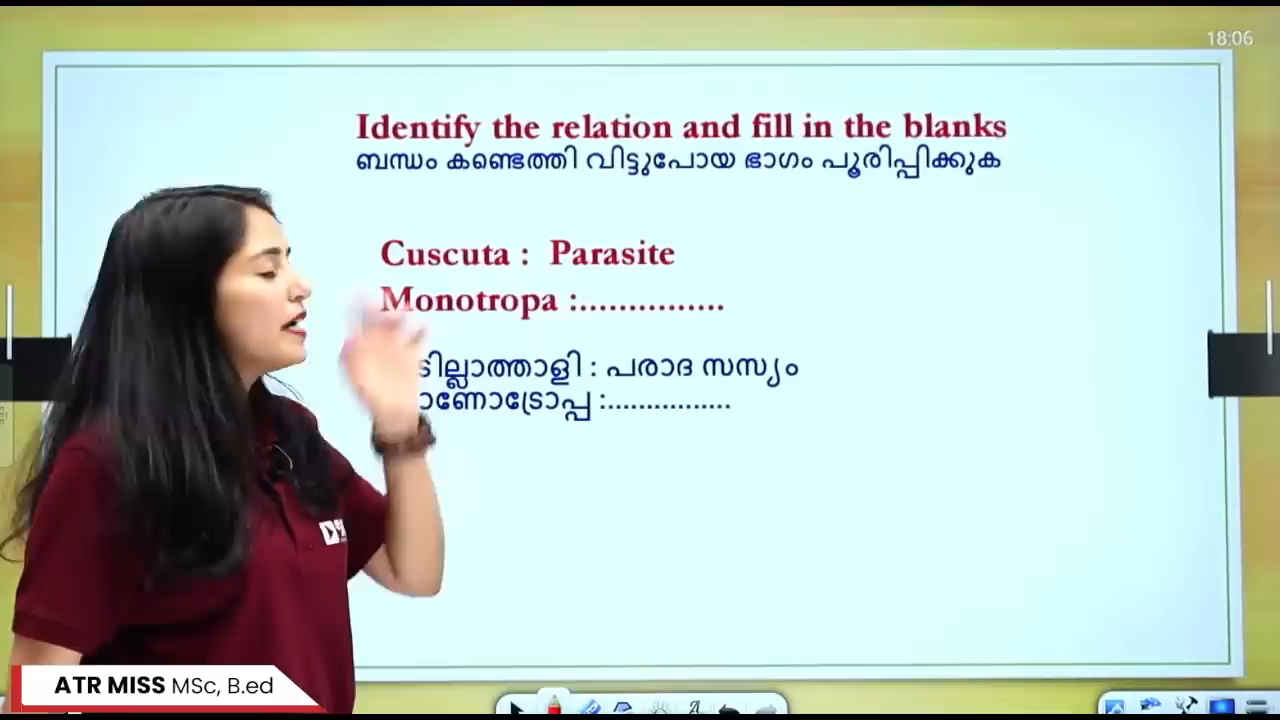 18:06
Identify the relation and fill in the blanks
ബന്ധം കണ്ടെത്തി വിട്ടുപോയ ഭാഗം പൂരിപ്പിക്കുക
Cuscuta : Parasite
Monotropa :...............
: പരാദ സസ്യം
:................
ATR MISS MSc, B.ed